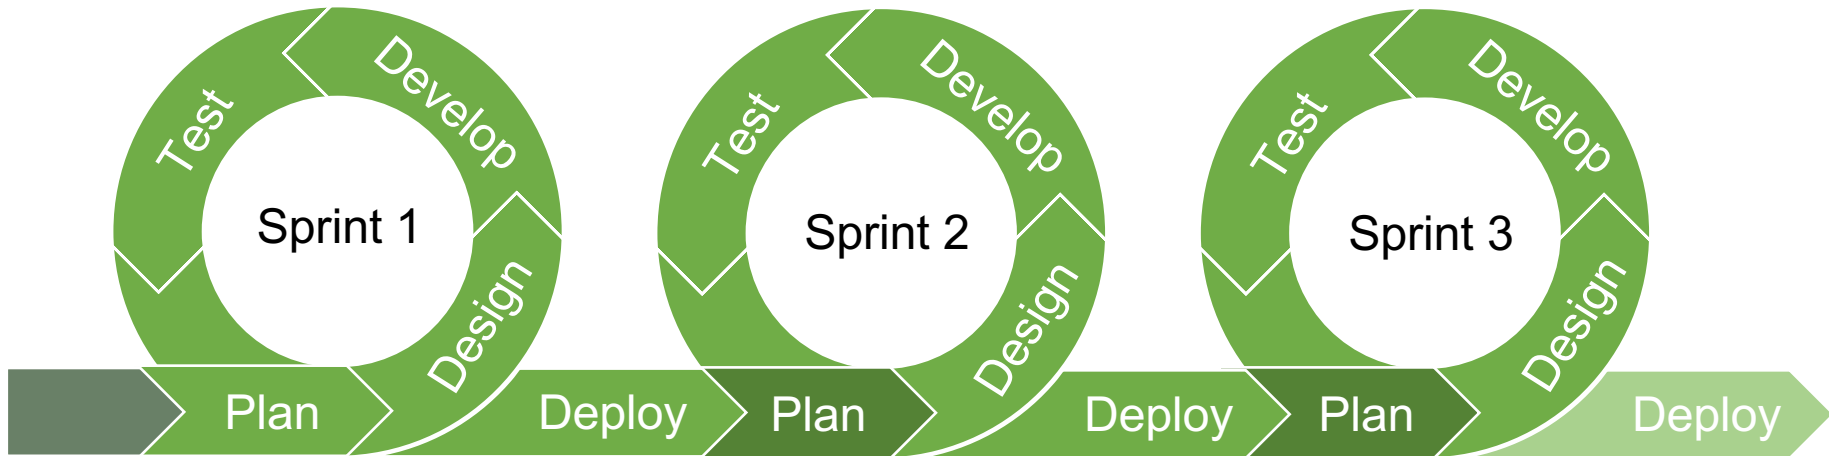 Test
Develop
Sprint 1
Design
Plan
Deploy
Test
Develop
Sprint 2
Design
Plan
Deploy
Test
Develop
Sprint 3
Design
Plan
Deploy